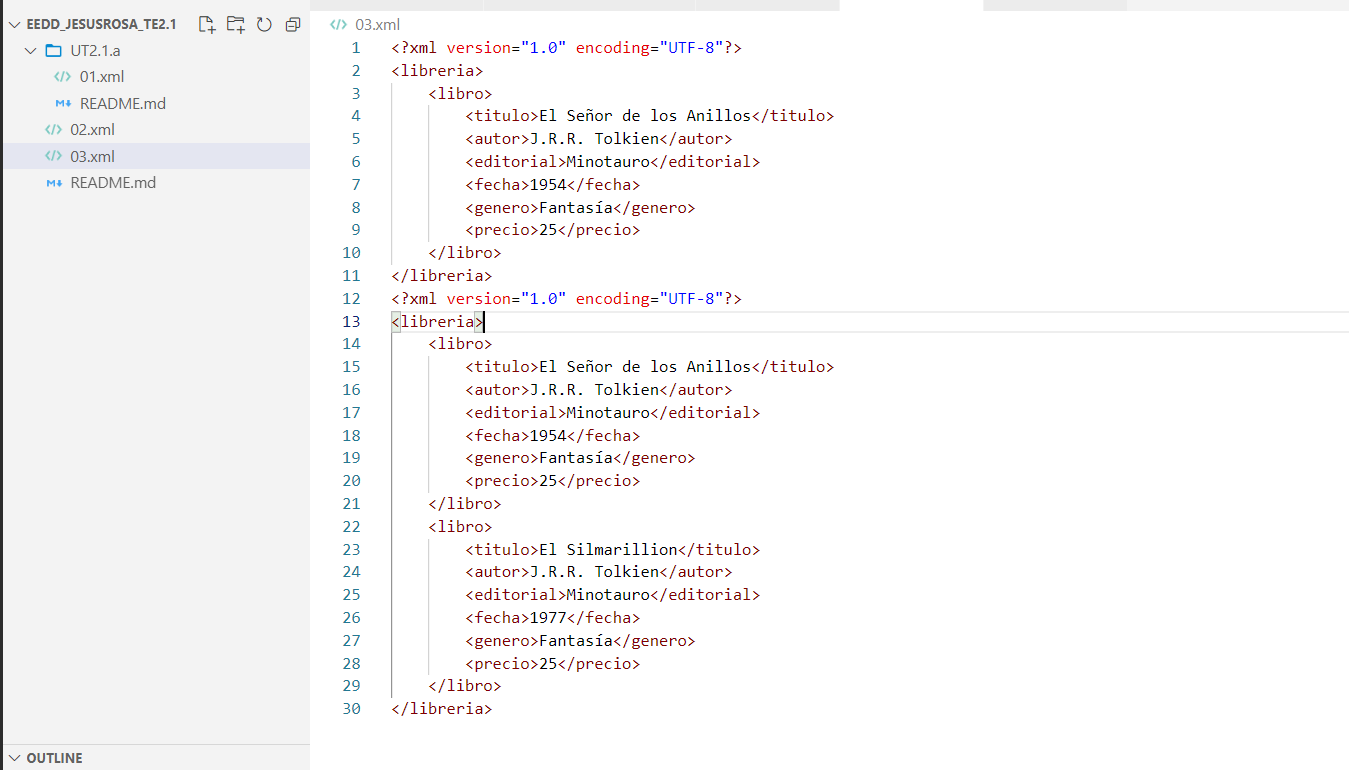 EEDD_JESUSROSA_TE2.1
UT2.1.a
01.xml
README.md
02.xml
03.xml
README.md
OUTLINE
03.xml
1 <?xml version="1.0" encoding="UTF-8"?>
2 <libreria>
3 <libro>
4 <titulo>El Señor de los Anillos</titulo>
5 <autor>J.R.R. Tolkien</autor>
6 <editorial>Minotauro</editorial>
7 <fecha>1954</fecha>
8 <genero>Fantasía</genero>
9 <precio>25</precio>
10 </libro>
11 </libreria>
12 <?xml version="1.0" encoding="UTF-8"?>
13 <libreria>
14 <libro>
15 <titulo>El Señor de los Anillos</titulo>
16 <autor>J.R.R. Tolkien</autor>
17 <editorial>Minotauro</editorial>
18 <fecha>1954</fecha>
19 <genero>Fantasía</genero>
20 <precio>25</precio>
21 </libro>
22 <libro>
23 <titulo>El Silmarillion</titulo>
24 <autor>J.R.R. Tolkien</autor>
25 <editorial>Minotauro</editorial>
26 <fecha>1977</fecha>
27 <genero>Fantasía</genero>
28 <precio>25</precio>
29 </libro>
30 </libreria>